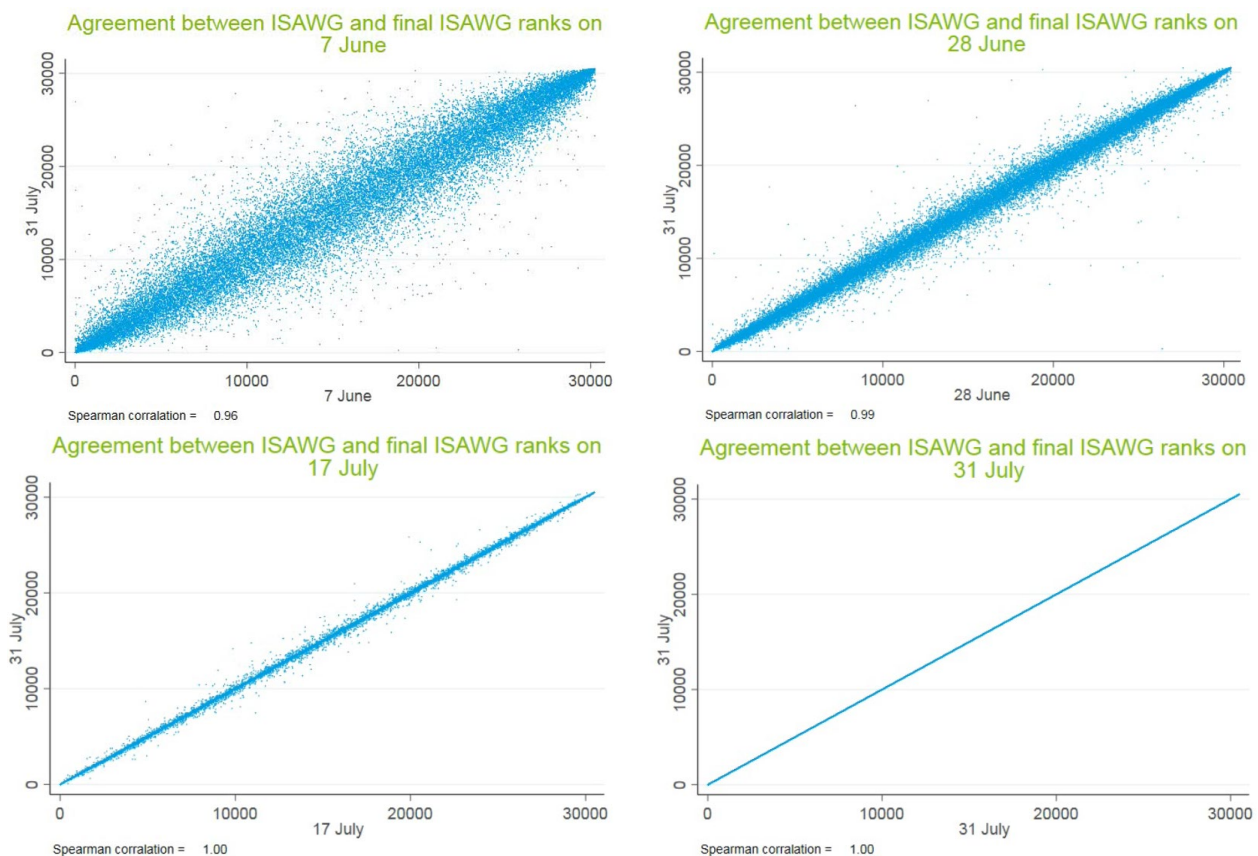 Agreement between ISAWG and final ISAWG ranks on
7 June
30000
20000
31 July
10000
0
0
10000
20000
30000
7 June
Spearman corralation = 0.96
Agreement between ISAWG and final ISAWG ranks on
28 June
30000
20000
31 July
10000
0
0
10000
20000
30000
28 June
Spearman corralation = 0.99
Agreement between ISAWG and final ISAWG ranks on
17 July
30000
20000
31 July
10000
0
0
10000
20000
30000
17 July
Spearman corralation = 1.00
Agreement between ISAWG and final ISAWG ranks on
31 July
30000
20000
31 July
10000
0
0
10000
20000
30000
31 July
Spearman corralation = 1.00